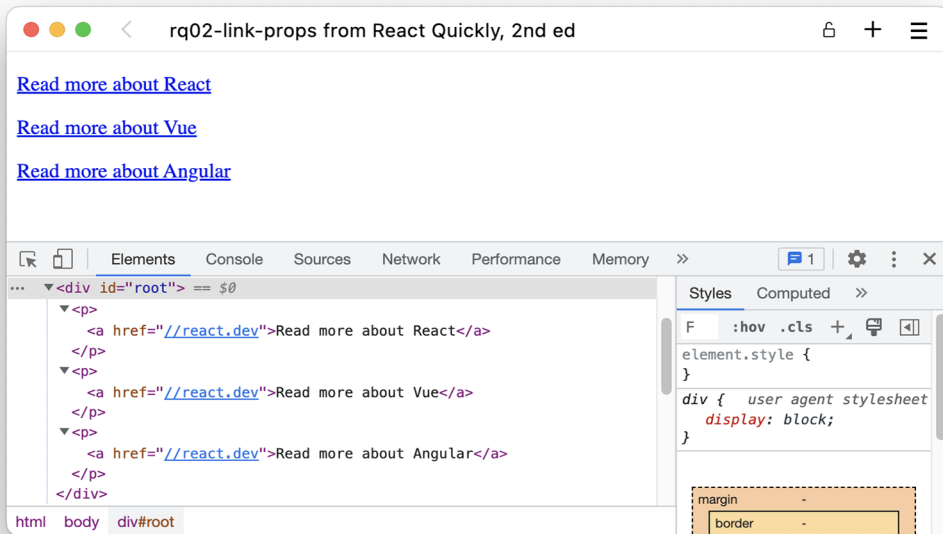 rq02-link-props from React Quickly, 2nd ed
Read more about React
Read more about Vue
Read more about Angular
Elements Console Sources Network Performance Memory » 1
··· ▼<div id="root"> == $0
▼<p>
<a href="//react.dev">Read more about React</a>
</p>
▼<p>
<a href="//react.dev">Read more about Vue</a>
</p>
▼<p>
<a href="//react.dev">Read more about Angular</a>
</p>
</div>
html body div#root
Styles Computed »
F :hov .cls +
element.style {
}
div { user agent stylesheet
display: block;
}
margin -
border -